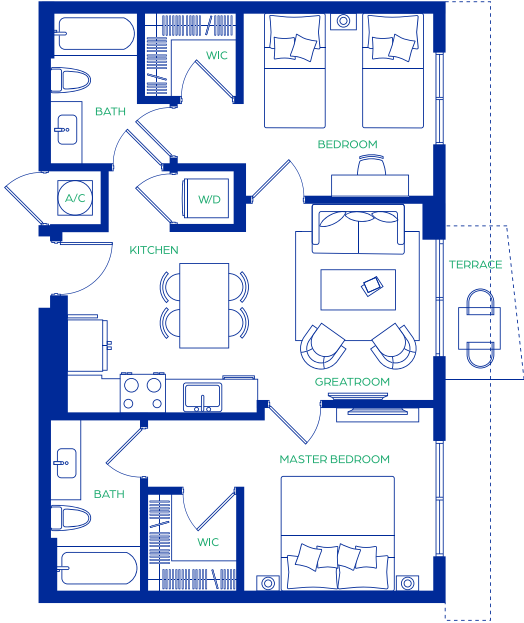 WIC
BATH
BEDROOM
A/C
W/D
KITCHEN
TERRACE
GREATROOM
MASTER BEDROOM
BATH
WIC